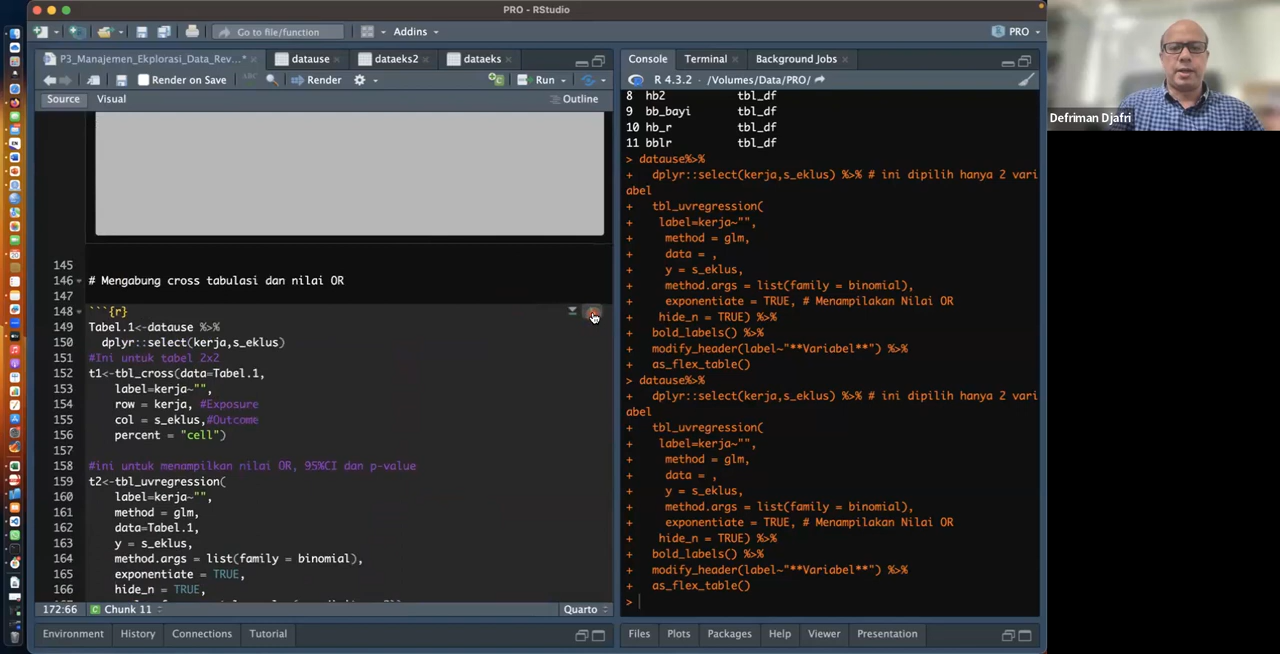 PRO - RStudio
Go to file/function
Addins
PRO
P3_Manajemen_Ekplorasi_Data_Rev...*
datause
dataeks2
dataeks
Render on Save
Render
Run
Source
Visual
Outline
145
146 # Mengabung cross tabulasi dan nilai OR
147
148 ```{r}
149 Tabel.1<-datause %>%
150 dplyr::select(kerja,s_eklus)
151 #Ini untuk tabel 2x2
152 t1<-tbl_cross(data=Tabel.1,
153 label=kerja~"",
154 row = kerja, #Exposure
155 col = s_eklus,#Outcome
156 percent = "cell")
157
158 #ini untuk menampilkan nilai OR, 95%CI dan p-value
159 t2<-tbl_uvregression(
160 label=kerja~"",
161 method = glm,
162 data=Tabel.1,
163 y = s_eklus,
164 method.args = list(family = binomial),
165 exponentiate = TRUE,
166 hide_n = TRUE,
172:66
Chunk 11
Quarto
Environment
History
Connections
Tutorial
Console
Terminal
Background Jobs
R 4.3.2 · /Volumes/Data/PRO/
8 hb2 tbl_df
9 bb_bayi tbl_df
10 hb_r tbl_df
11 bblr tbl_df
> datause%>%
+ dplyr::select(kerja,s_eklus) %>% # ini dipilih hanya 2 vari
abel
+ tbl_uvregression(
+ label=kerja~"",
+ method = glm,
+ data = ,
+ y = s_eklus,
+ method.args = list(family = binomial),
+ exponentiate = TRUE, # Menampilakan Nilai OR
+ hide_n = TRUE) %>%
+ bold_labels() %>%
+ modify_header(label~"**Variabel**") %>%
+ as_flex_table()
> datause%>%
+ dplyr::select(kerja,s_eklus) %>% # ini dipilih hanya 2 vari
abel
+ tbl_uvregression(
+ label=kerja~"",
+ method = glm,
+ data = ,
+ y = s_eklus,
+ method.args = list(family = binomial),
+ exponentiate = TRUE, # Menampilakan Nilai OR
+ hide_n = TRUE) %>%
+ bold_labels() %>%
+ modify_header(label~"**Variabel**") %>%
+ as_flex_table()
>
Files
Plots
Packages
Help
Viewer
Presentation
Defriman Djafri